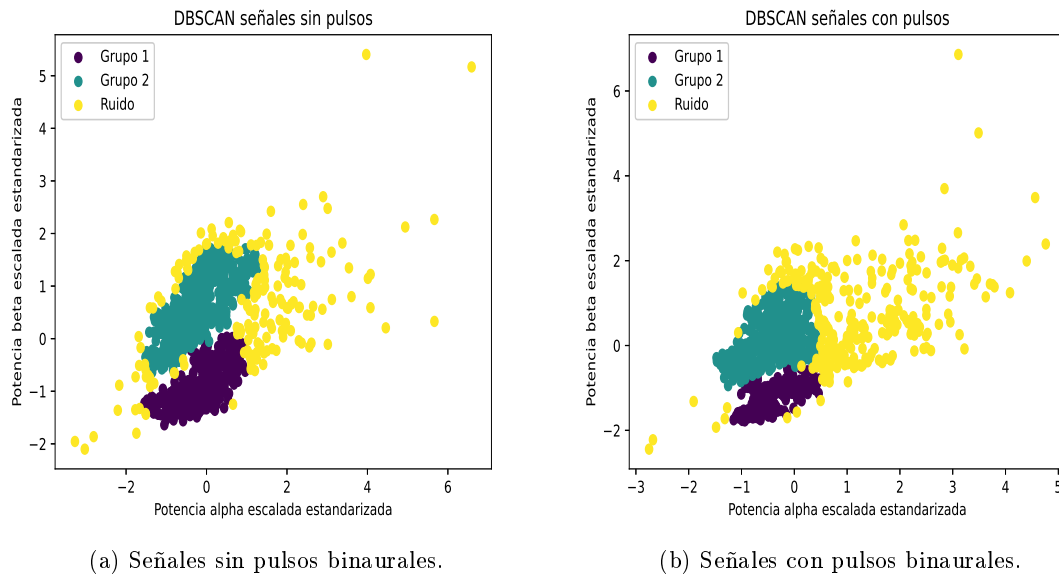 DBSCAN señales sin pulsos
Grupo 1
Grupo 2
Ruido
5
4
3
2
1
0
−1
−2
Potencia beta escalada estandarizada
−2 0 2 4 6
Potencia alpha escalada estandarizada
(a) Señales sin pulsos binaurales.
DBSCAN señales con pulsos
Grupo 1
Grupo 2
Ruido
6
4
2
0
−2
Potencia beta escalada estandarizada
−3 −2 −1 0 1 2 3 4 5
Potencia alpha escalada estandarizada
(b) Señales con pulsos binaurales.